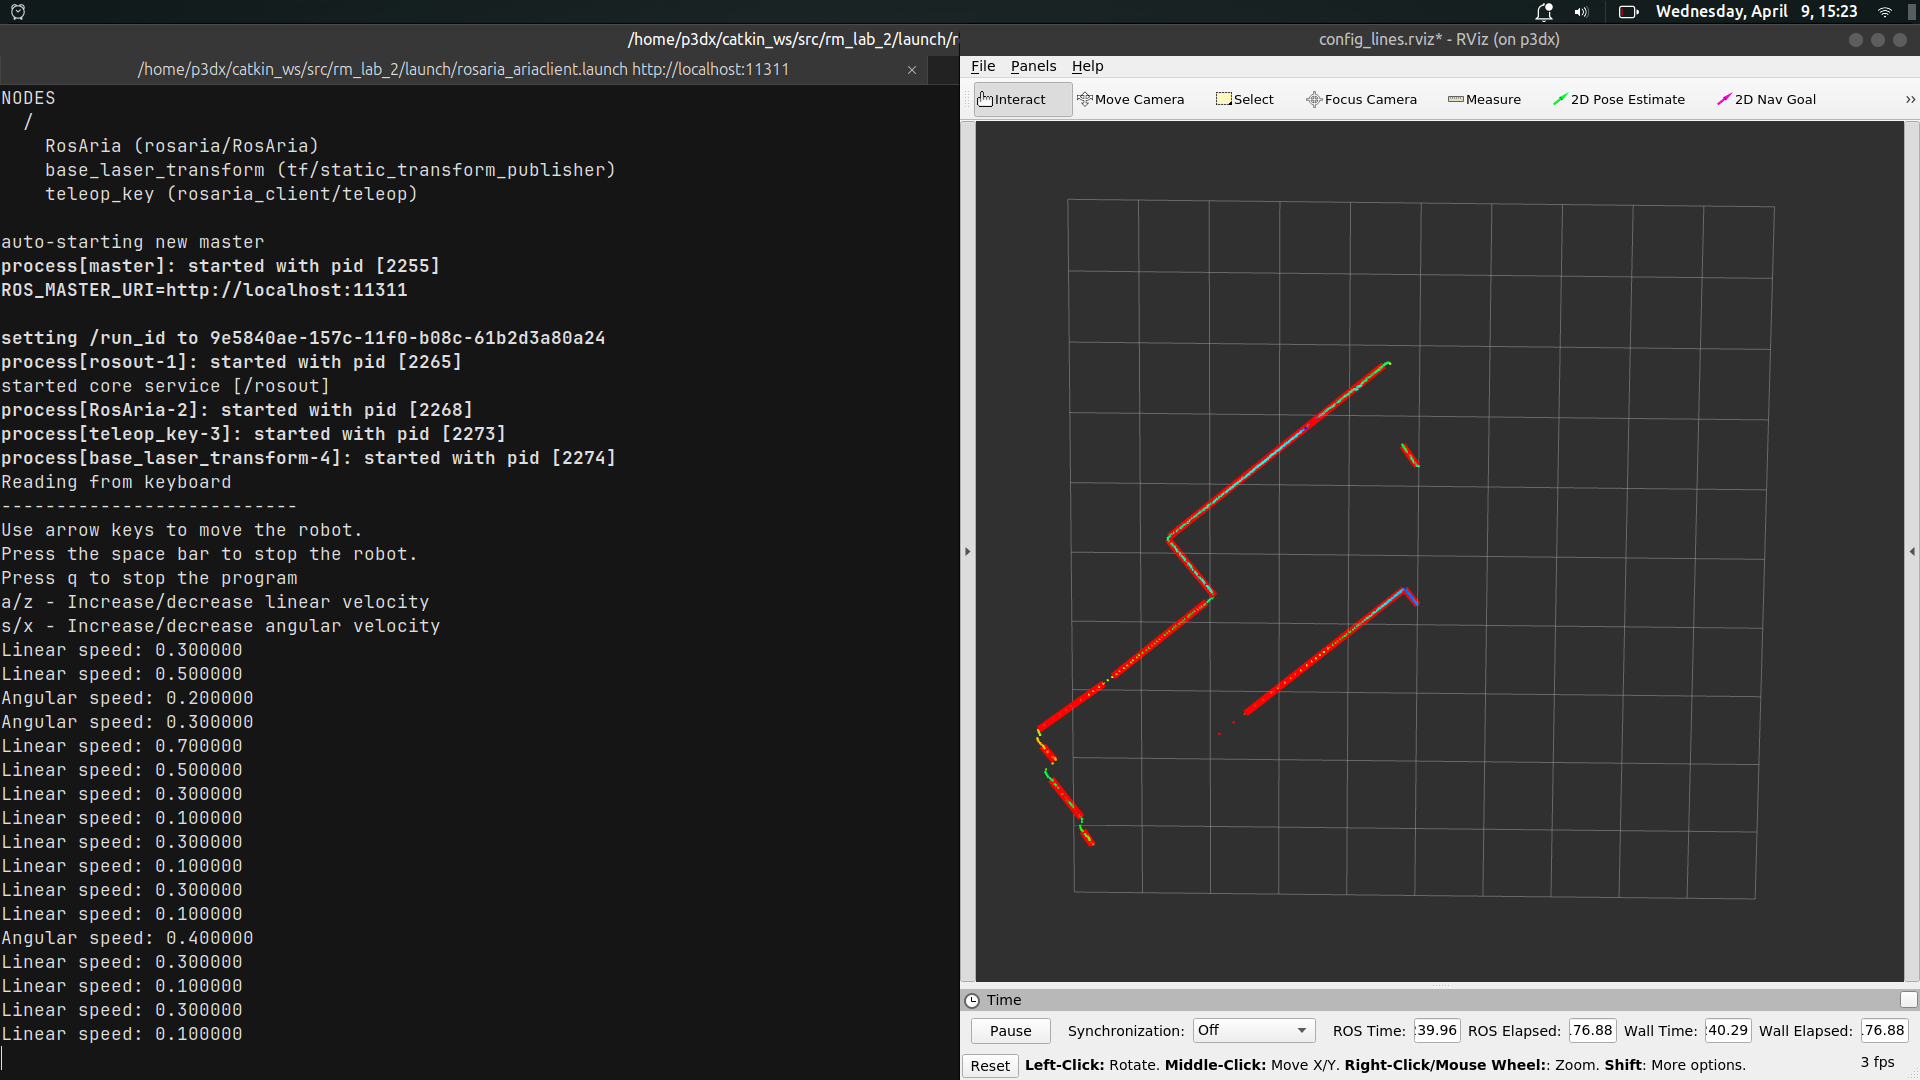 Wednesday, April 9, 15:23
/home/p3dx/catkin_ws/src/rm_lab_2/launch/r
/home/p3dx/catkin_ws/src/rm_lab_2/launch/rosaria_ariaclient.launch http://localhost:11311
NODES
/
RosAria (rosaria/RosAria)
base_laser_transform (tf/static_transform_publisher)
teleop_key (rosaria_client/teleop)
auto-starting new master
process[master]: started with pid [2255]
ROS_MASTER_URI=http://localhost:11311
setting /run_id to 9e5840ae-157c-11f0-b08c-61b2d3a80a24
process[rosout-1]: started with pid [2265]
started core service [/rosout]
process[RosAria-2]: started with pid [2268]
process[teleop_key-3]: started with pid [2273]
process[base_laser_transform-4]: started with pid [2274]
Reading from keyboard
---------------------------
Use arrow keys to move the robot.
Press the space bar to stop the robot.
Press q to stop the program
a/z - Increase/decrease linear velocity
s/x - Increase/decrease angular velocity
Linear speed: 0.300000
Linear speed: 0.500000
Angular speed: 0.200000
Angular speed: 0.300000
Linear speed: 0.700000
Linear speed: 0.500000
Linear speed: 0.300000
Linear speed: 0.100000
Linear speed: 0.300000
Linear speed: 0.100000
Linear speed: 0.300000
Linear speed: 0.100000
Angular speed: 0.400000
Linear speed: 0.300000
Linear speed: 0.100000
Linear speed: 0.300000
Linear speed: 0.100000
config_lines.rviz* - RViz (on p3dx)
File Panels Help
Interact Move Camera Select Focus Camera Measure 2D Pose Estimate 2D Nav Goal »
Time
Pause Synchronization: Off ROS Time: 39.96 ROS Elapsed: .76.88 Wall Time: 40.29 Wall Elapsed: .76.88
Reset Left-Click: Rotate. Middle-Click: Move X/Y. Right-Click/Mouse Wheel:: Zoom. Shift: More options. 3 fps